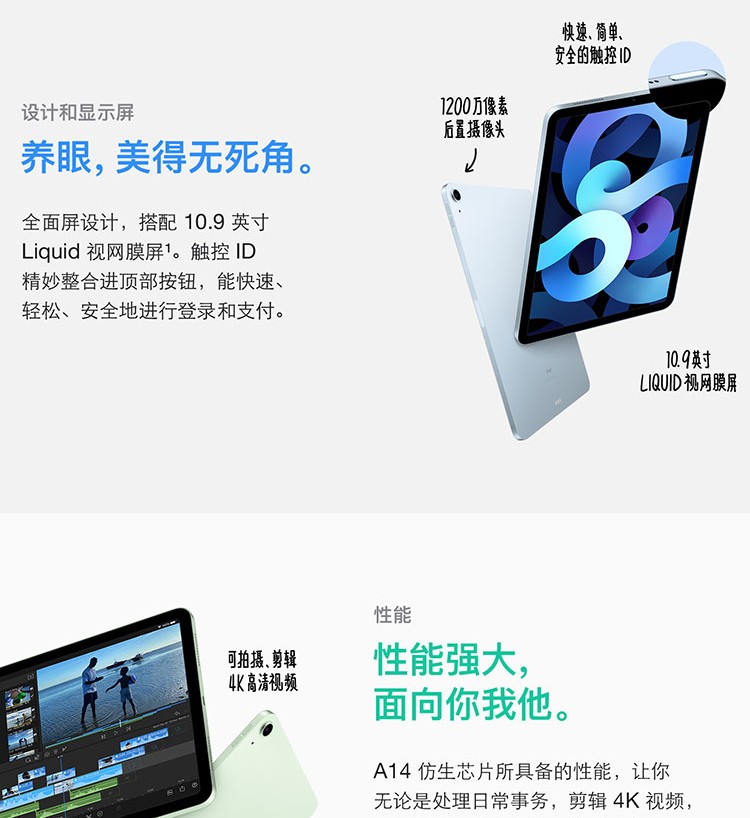 快速、简单、
安全的触控ID
1200万像素
后置摄像头
设计和显示屏
养眼，美得无死角。
全面屏设计，搭配 10.9 英寸
Liquid 视网膜屏¹。触控 ID
精妙整合进顶部按钮，能快速、
轻松、安全地进行登录和支付。
10.9英寸
LIQUID视网膜屏
性能
性能强大，
面向你我他。
可拍摄、剪辑
4K高清视频
A14 仿生芯片所具备的性能，让你
无论是处理日常事务，剪辑 4K 视频，